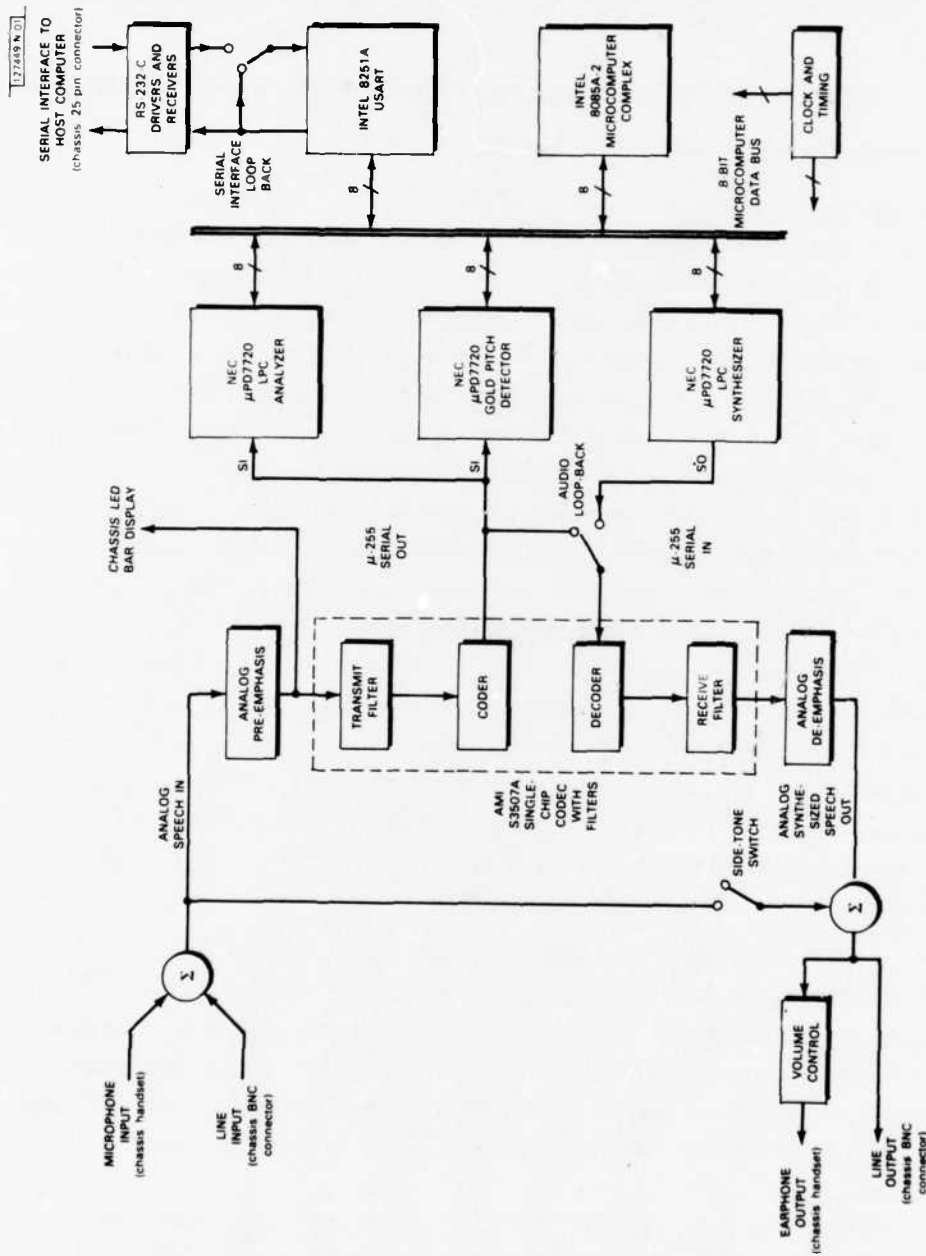 127449 N 01
SERIAL INTERFACE TO
HOST COMPUTER
(chassis 25 pin connector)
RS 232-C
DRIVERS AND
RECEIVERS
SERIAL
INTERFACE
LOOP
BACK
INTEL 8251A
USART
8
INTEL
8085A-2
MICROCOMPUTER
COMPLEX
8
8 BIT
MICROCOMPUTER
DATA BUS
CLOCK AND
TIMING
NEC
μPD7720
LPC
ANALYZER
8
SI
NEC
μPD7720
GOLD PITCH
DETECTOR
8
SI
NEC
μPD7720
LPC
SYNTHESIZER
8
SO
CHASSIS LED
BAR DISPLAY
μ-255
SERIAL
OUT
AUDIO
LOOP-BACK
μ-255
SERIAL
IN
ANALOG
SPEECH IN
ANALOG
PRE-EMPHASIS
TRANSMIT
FILTER
CODER
DECODER
RECEIVE
FILTER
AMI
S3507A
SINGLE-
CHIP
CODEC
WITH
FILTERS
ANALOG
DE-EMPHASIS
ANALOG
SYNTHE-
SIZED
SPEECH
OUT
SIDE-TONE
SWITCH
Σ
Σ
MICROPHONE
INPUT
(chassis handset)
LINE
INPUT
(chassis BNC
connector)
VOLUME
CONTROL
EARPHONE
OUTPUT
(chassis handset)
LINE
OUTPUT
(chassis BNC
connector)